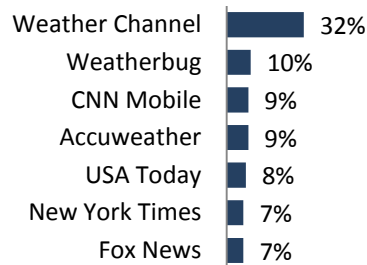 Weather Channel 32%
Weatherbug 10%
CNN Mobile 9%
Accuweather 9%
USA Today 8%
New York Times 7%
Fox News 7%